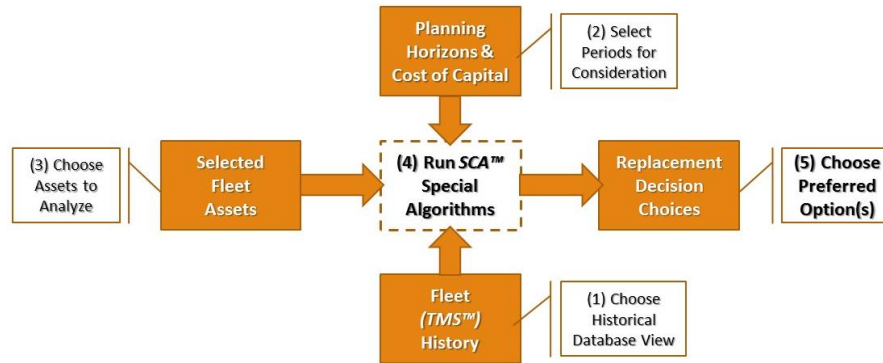 Planning
Horizons &
Cost of Capital
(2) Select
Periods for
Consideration
(3) Choose
Assets to
Analyze
Selected
Fleet
Assets
(4) Run SCA™
Special
Algorithms
Replacement
Decision
Choices
(5) Choose
Preferred
Option(s)
Fleet
(TMS™)
History
(1) Choose
Historical
Database View